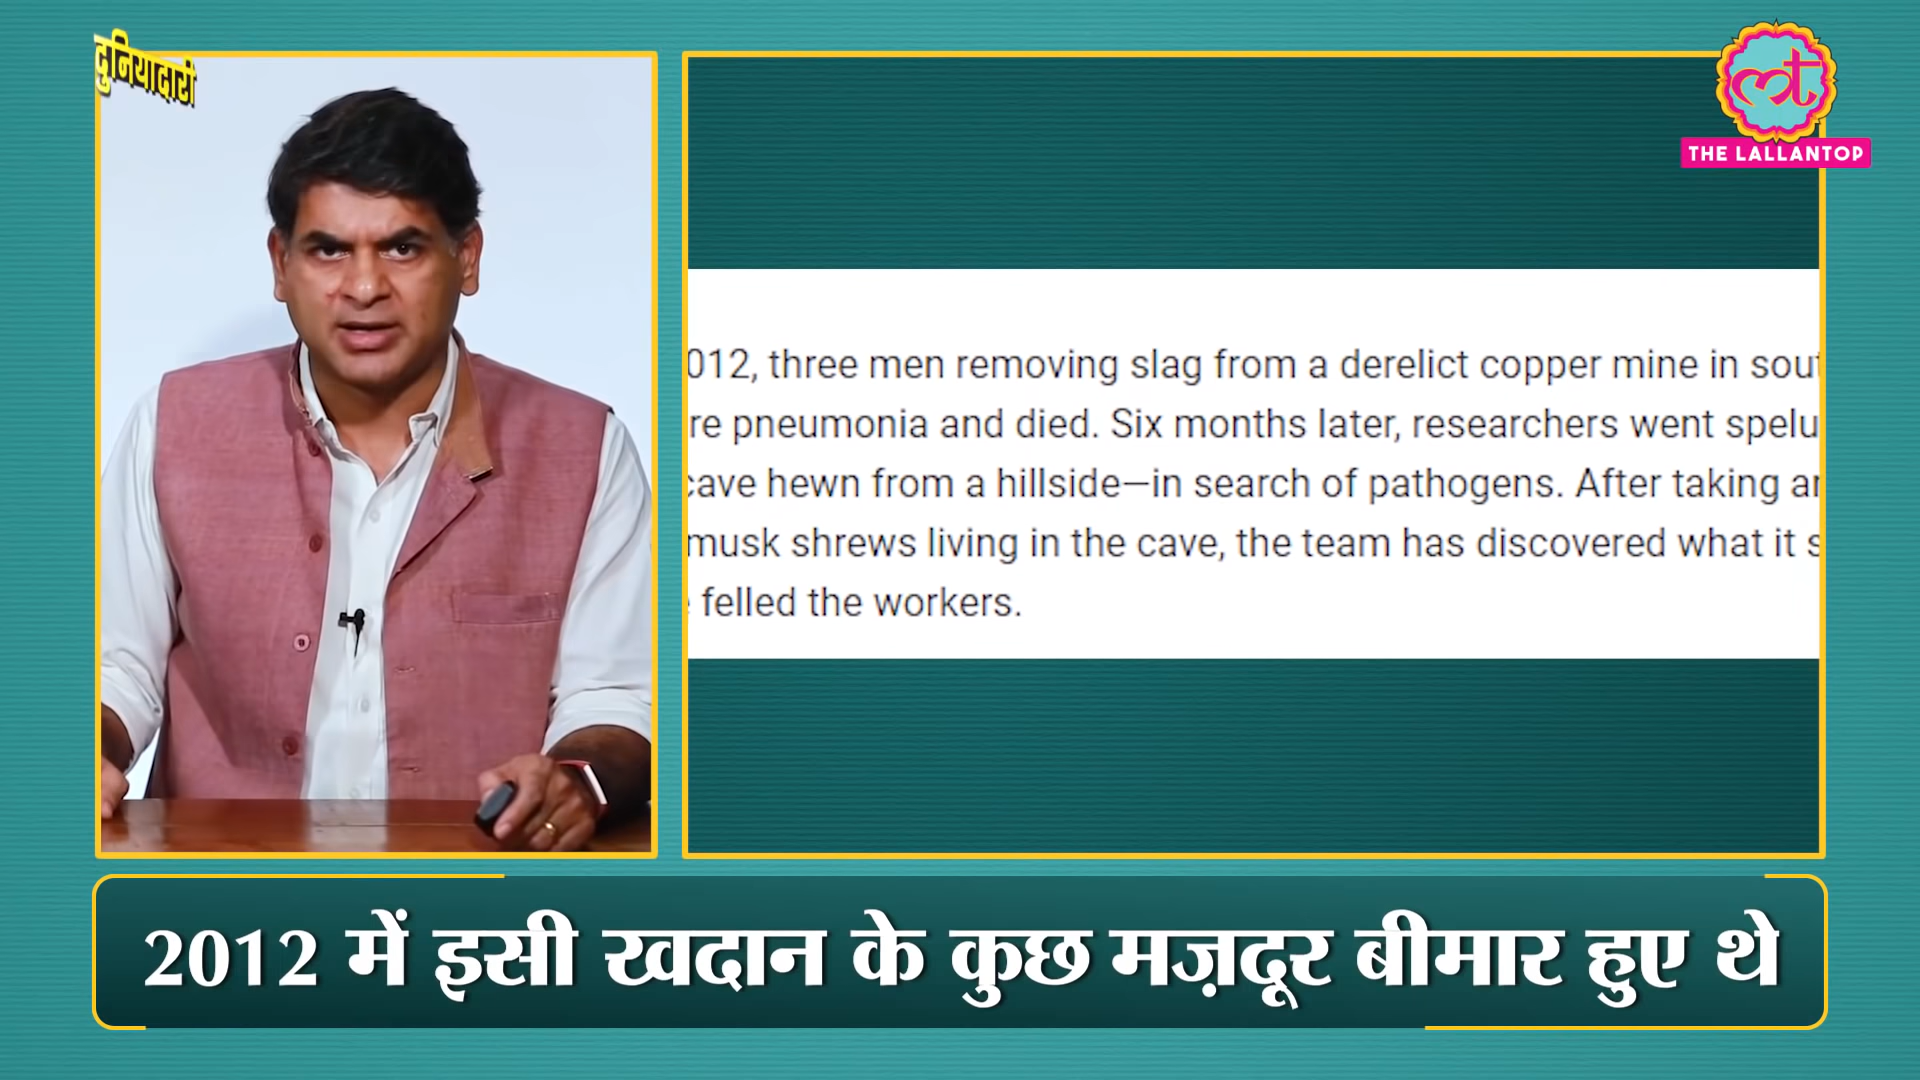 दुनियादारी
THE LALLANTOP
012, three men removing slag from a derelict copper mine in sout
re pneumonia and died. Six months later, researchers went spelu
cave hewn from a hillside—in search of pathogens. After taking an
musk shrews living in the cave, the team has discovered what it s
felled the workers.
2012 में इसी खदान के कुछ मज़दूर बीमार हुए थे